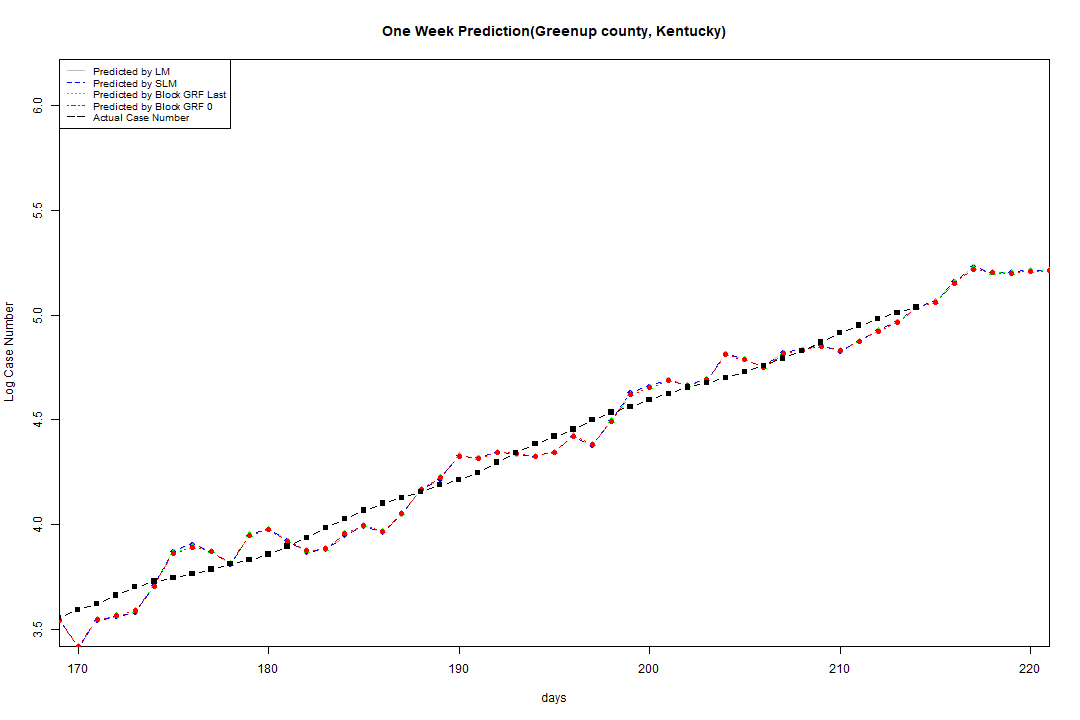 One Week Prediction(Greenup county, Kentucky)
Predicted by LM
Predicted by SLM
Predicted by Block GRF Last
Predicted by Block GRF 0
Actual Case Number
6.0
5.5
5.0
4.5
4.0
3.5
Log Case Number
170 180 190 200 210 220
days